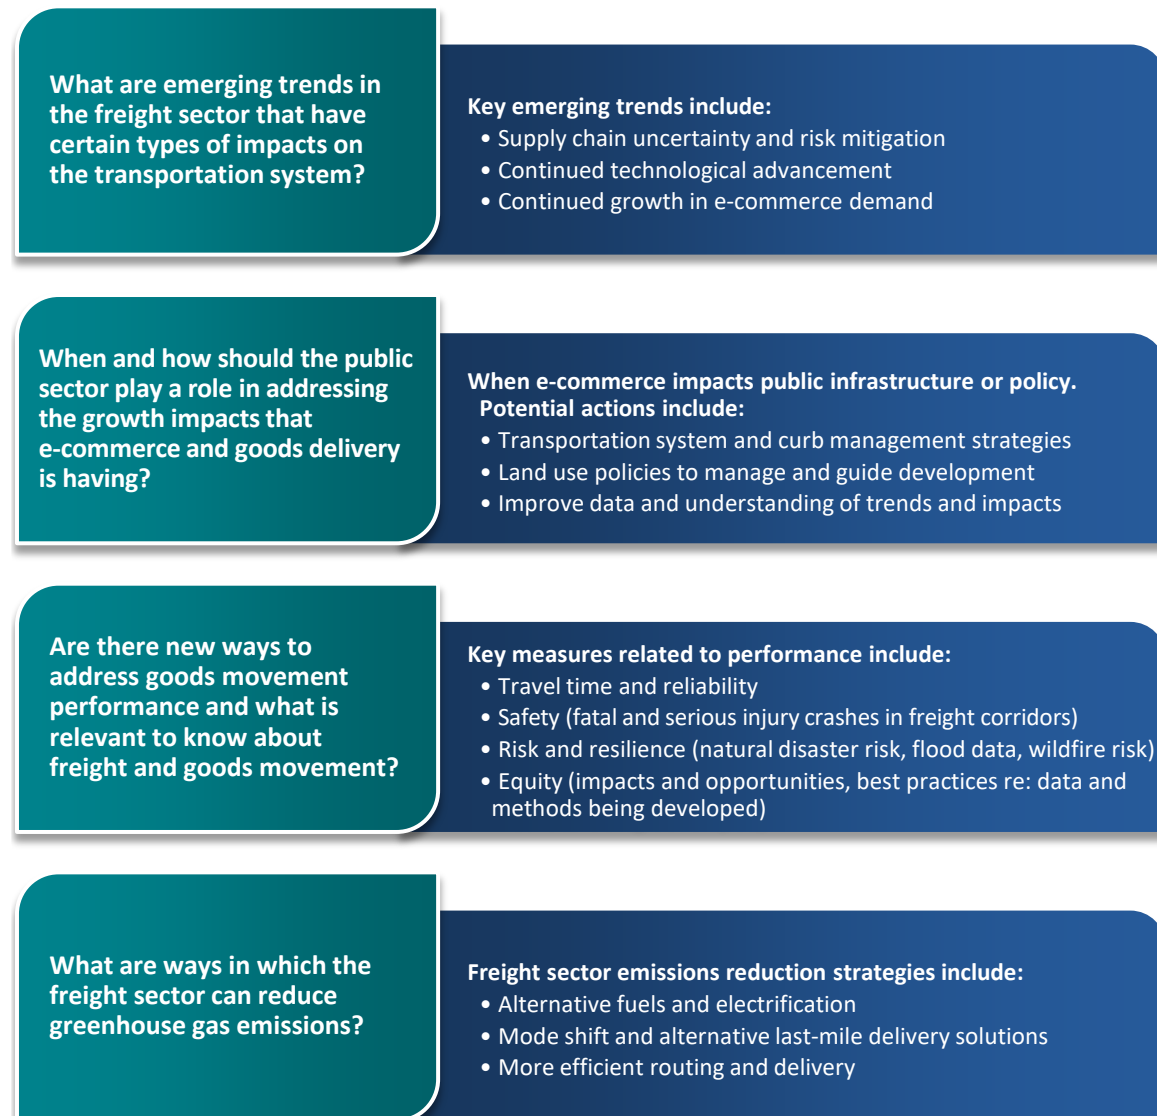 What are emerging trends in
the freight sector that have
certain types of impacts on
the transportation system?
Key emerging trends include:
• Supply chain uncertainty and risk mitigation
• Continued technological advancement
• Continued growth in e-commerce demand
When and how should the public
sector play a role in addressing
the growth impacts that
e-commerce and goods delivery
is having?
When e-commerce impacts public infrastructure or policy.
Potential actions include:
• Transportation system and curb management strategies
• Land use policies to manage and guide development
• Improve data and understanding of trends and impacts
Are there new ways to
address goods movement
performance and what is
relevant to know about
freight and goods movement?
Key measures related to performance include:
• Travel time and reliability
• Safety (fatal and serious injury crashes in freight corridors)
• Risk and resilience (natural disaster risk, flood data, wildfire risk)
• Equity (impacts and opportunities, best practices re: data and
methods being developed)
What are ways in which the
freight sector can reduce
greenhouse gas emissions?
Freight sector emissions reduction strategies include:
• Alternative fuels and electrification
• Mode shift and alternative last-mile delivery solutions
• More efficient routing and delivery